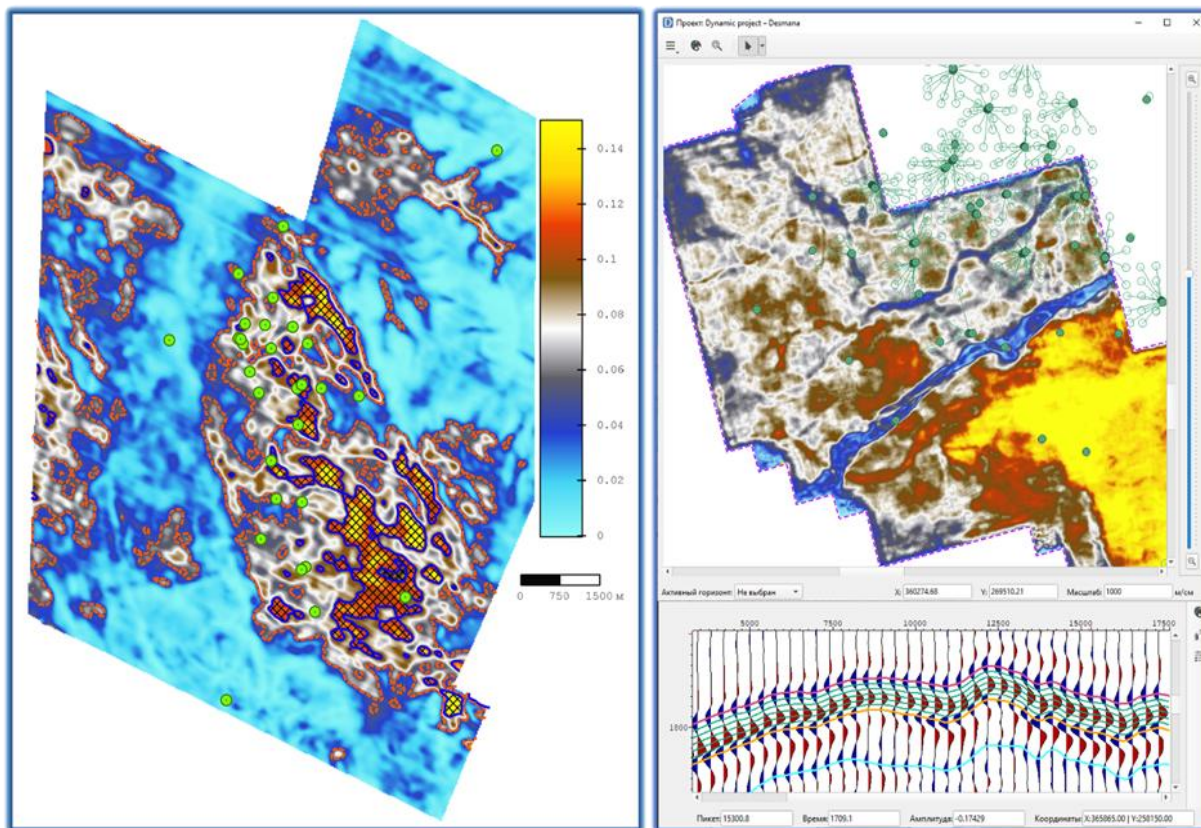 0.14
0.12
0.1
0.08
0.06
0.04
0.02
0
0 750 1500 м
Проект: Dynamic project – Desmana
Активный горизонт: Не выбран X: 360274.68 Y: 269510.21 Масштаб: 1000 м/см
5000 7500 10000 12500 15000 17500
1800
Пикет: 15300.8 Время: 1709.1 Амплитуда: -0.17429 Координаты: X:365865.00 | Y:258150.00